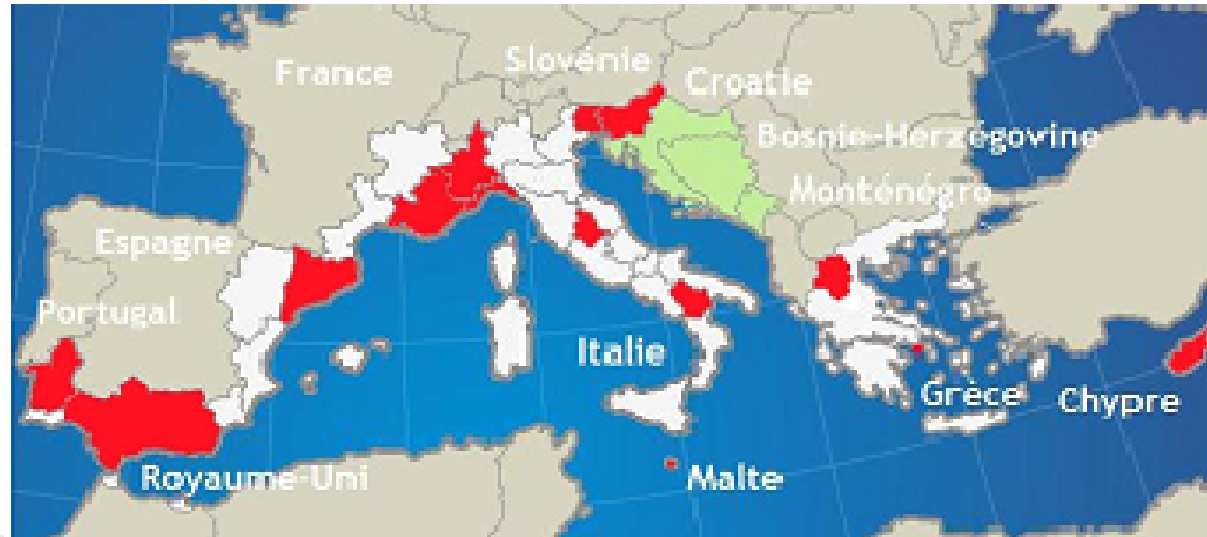 France
Slovénie
Croatie
Bosnie-Herzégovine
Monténégro
Espagne
Portugal
Italie
Grèce
Chypre
Royaume-Uni
Malte